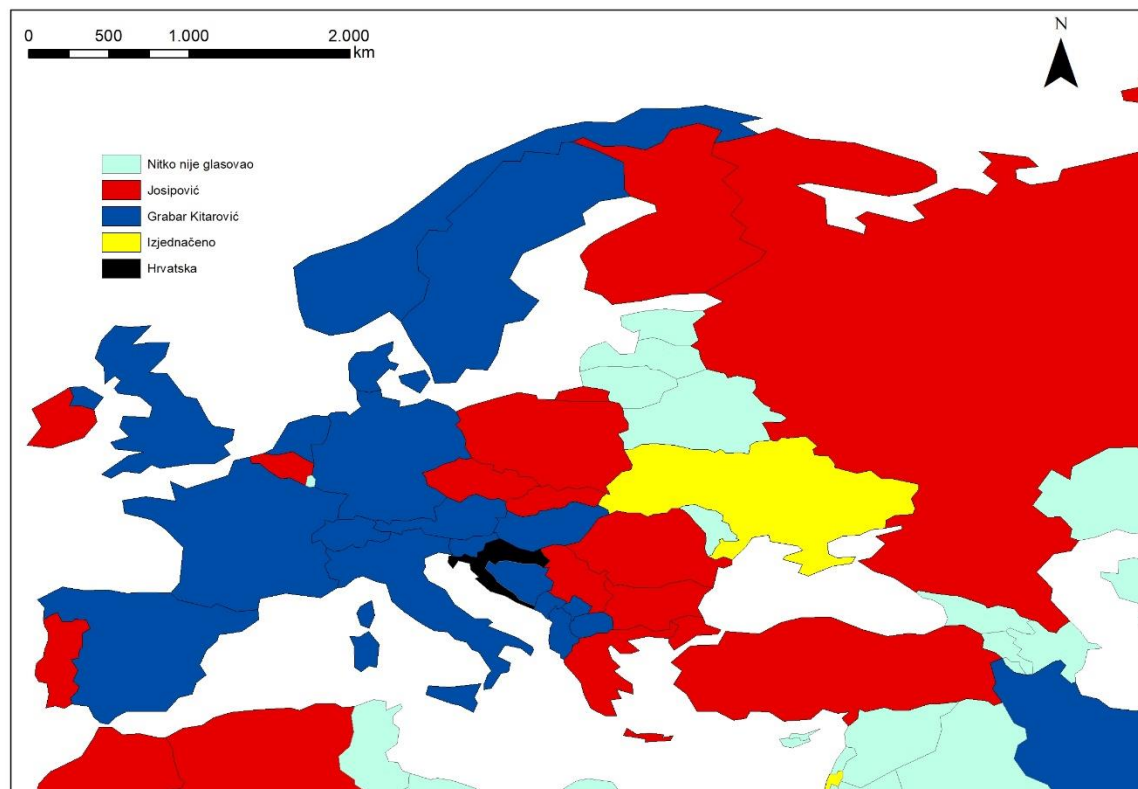 0 500 1.000 2.000
km
N
Nitko nije glasovao
Josipović
Grabar Kitarović
Izjednačeno
Hrvatska